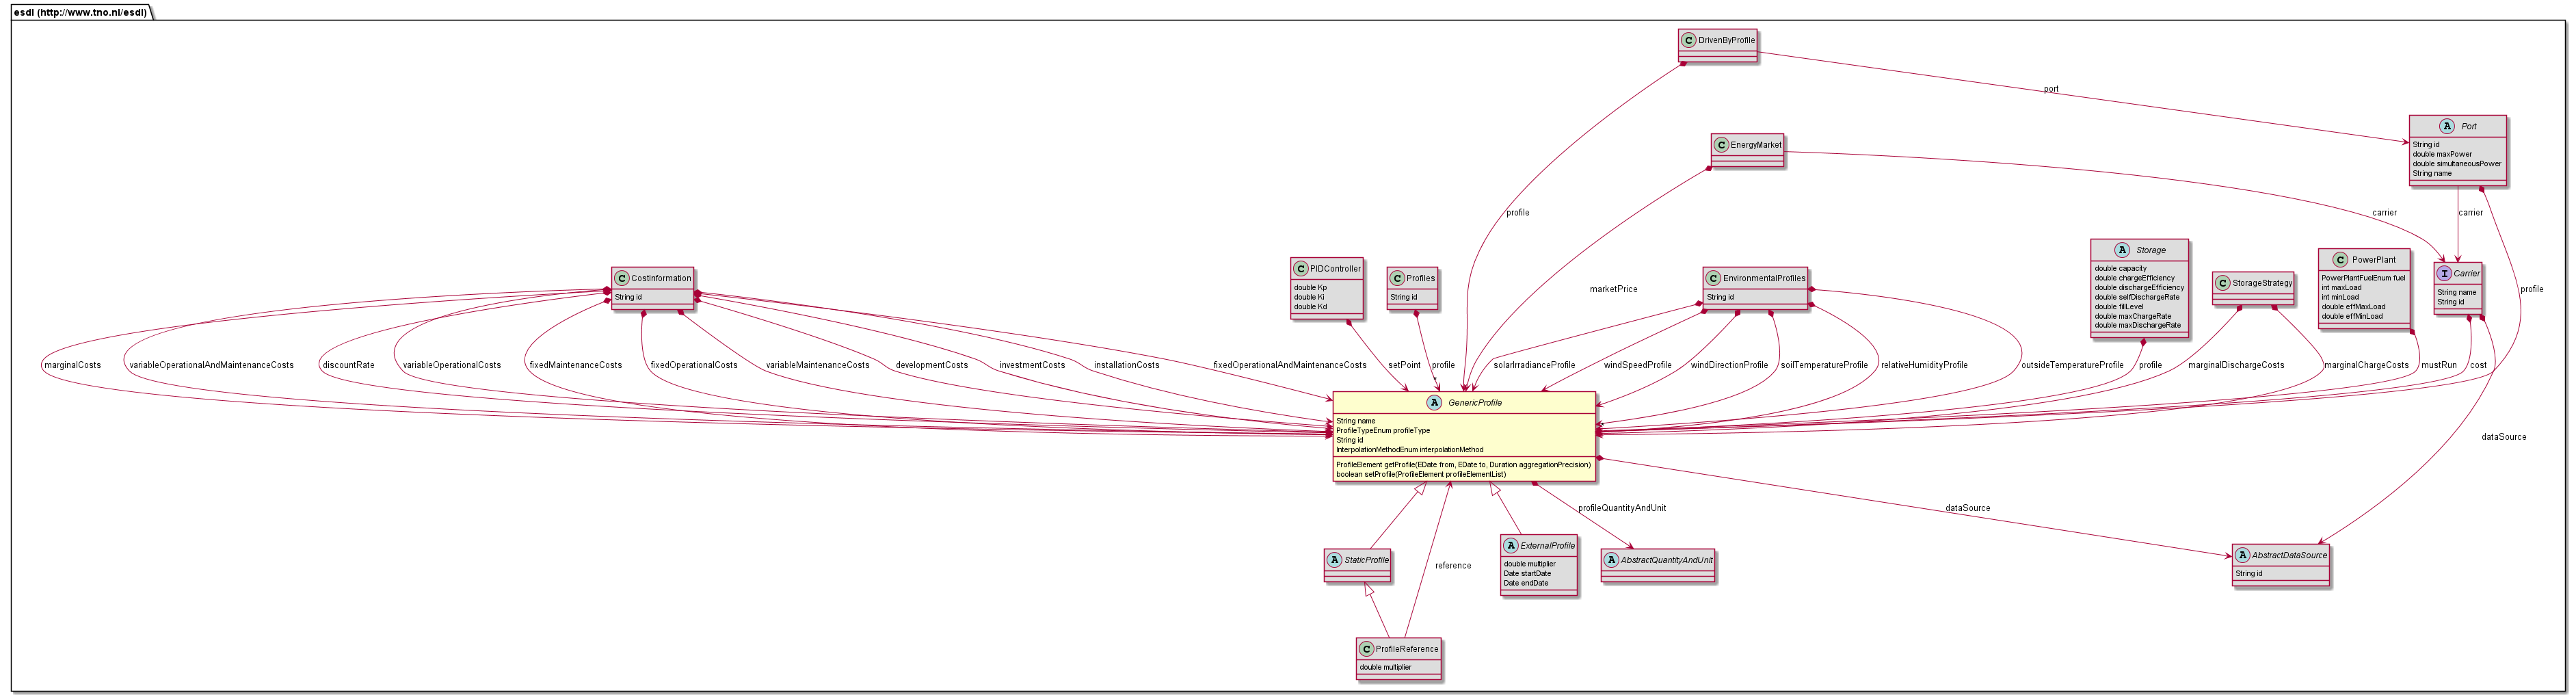 esdl (http://www.tno.nl/esdl)
C DrivenByProfile
port
A Port
String id
double maxPower
double simultaneousPower
String name
C EnergyMarket
profile
carrier
carrier
A Storage
double capacity
double chargeEfficiency
double dischargeEfficiency
double selfDischargeRate
double fillLevel
double maxChargeRate
double maxDischargeRate
C PowerPlant
PowerPlantFuelEnum fuel
int maxLoad
int minLoad
double effMaxLoad
double effMinLoad
C CostInformation
String id
C PIDController
double Kp
double Ki
double Kd
C Profiles
String id
C EnvironmentalProfiles
String id
C StorageStrategy
I Carrier
String name
String id
marketPrice
profile
marginalCosts
variableOperationalAndMaintenanceCosts
discountRate
variableOperationalCosts
fixedMaintenanceCosts
fixedOperationalCosts
variableMaintenanceCosts
developmentCosts
investmentCosts
installationCosts
fixedOperationalAndMaintenanceCosts
setPoint
profile
*
solarIrradianceProfile
windSpeedProfile
windDirectionProfile
soilTemperatureProfile
relativeHumidityProfile
outsideTemperatureProfile
profile
marginalDischargeCosts
marginalChargeCosts
mustRun
cost
A GenericProfile
String name
ProfileTypeEnum profileType
String id
InterpolationMethodEnum interpolationMethod
ProfileElement getProfile(EDate from, EDate to, Duration aggregationPrecision)
boolean setProfile(ProfileElement profileElementList)
dataSource
profileQuantityAndUnit
dataSource
A StaticProfile
reference
A ExternalProfile
double multiplier
Date startDate
Date endDate
A AbstractQuantityAndUnit
A AbstractDataSource
String id
C ProfileReference
double multiplier